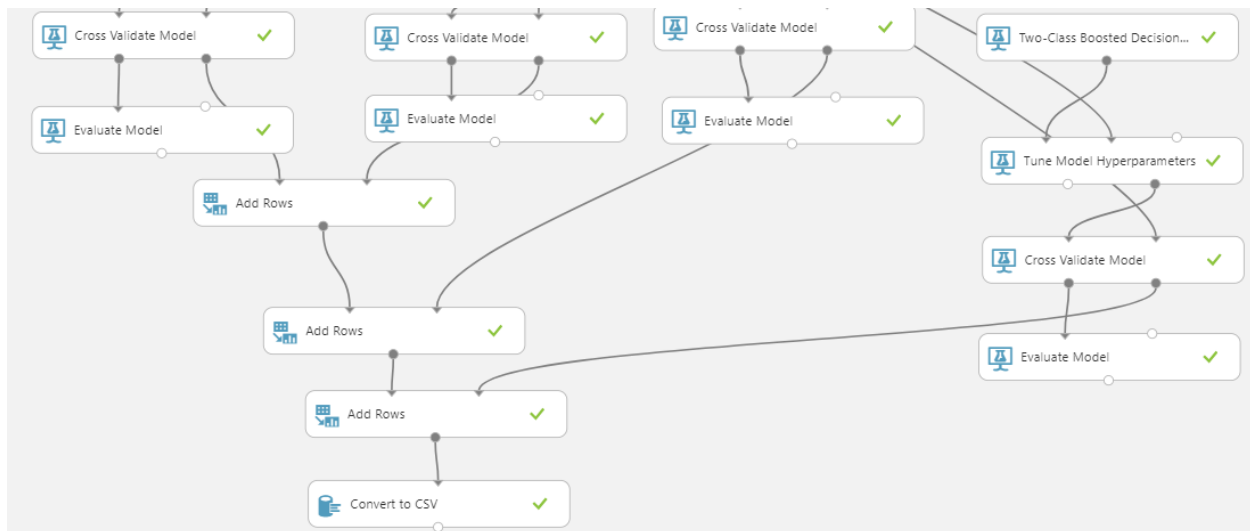 Cross Validate Model
Cross Validate Model
Cross Validate Model
Two-Class Boosted Decision...
Evaluate Model
Evaluate Model
Evaluate Model
Tune Model Hyperparameters
Add Rows
Cross Validate Model
Add Rows
Evaluate Model
Add Rows
Convert to CSV